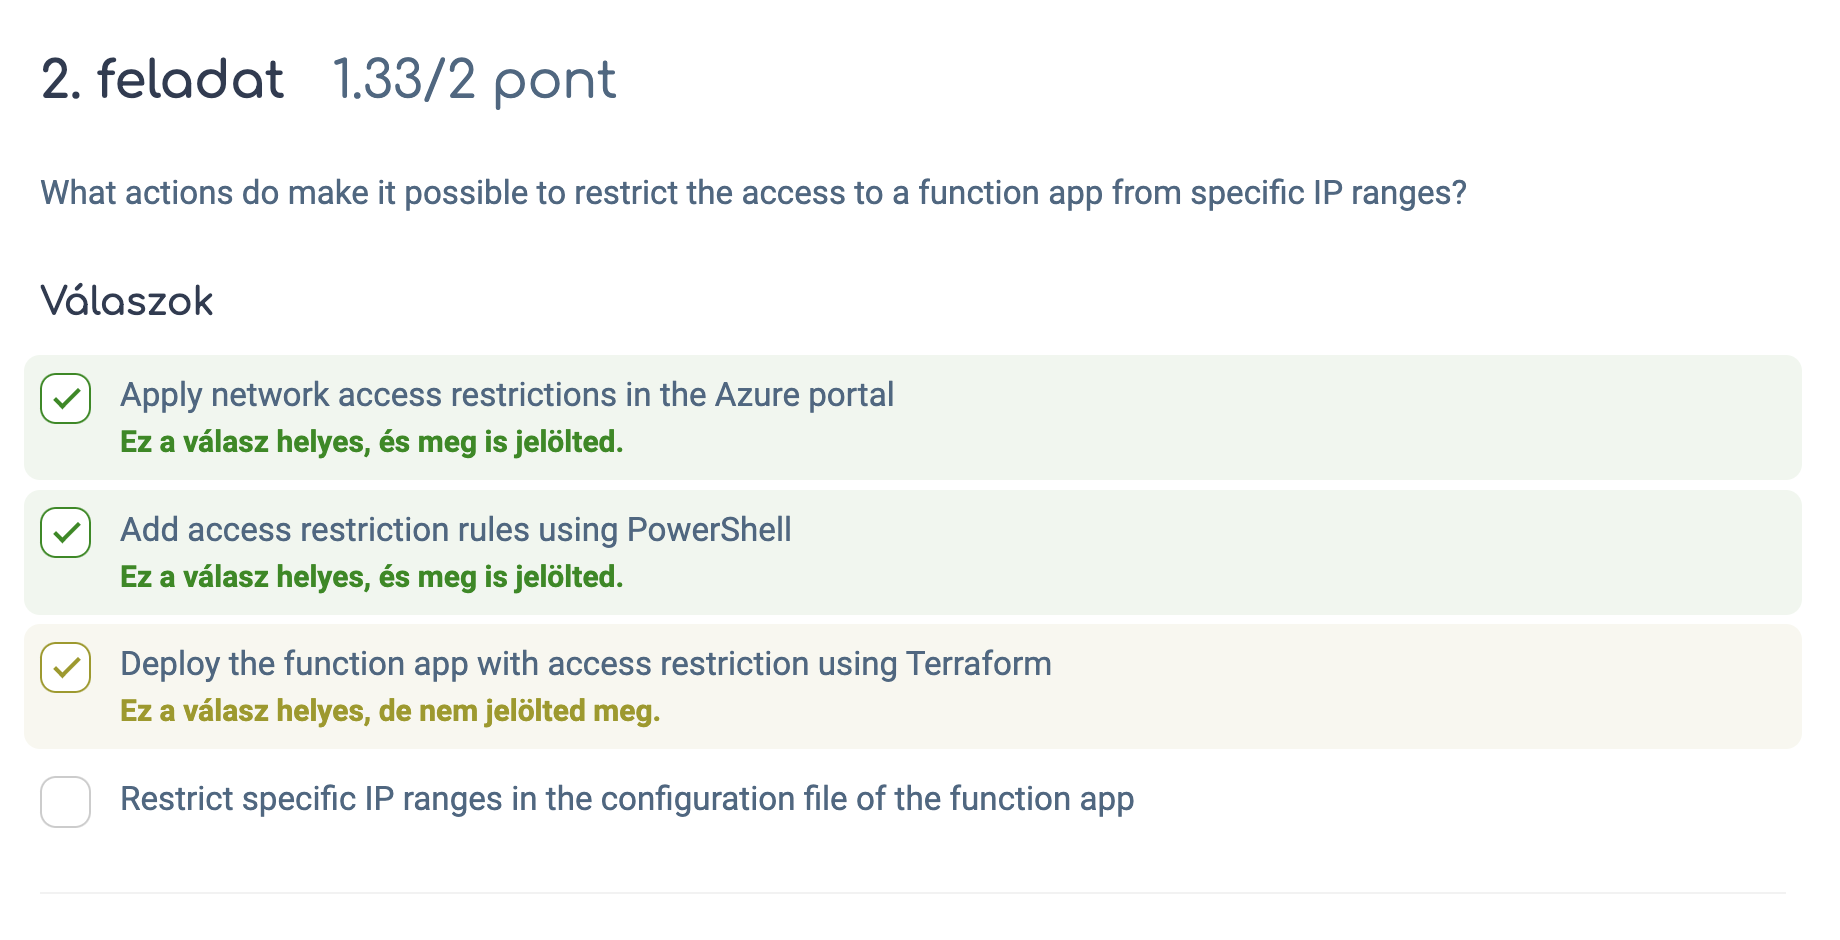 2. feladat 1.33/2 pont
What actions do make it possible to restrict the access to a function app from specific IP ranges?
Válaszok
Apply network access restrictions in the Azure portal
Ez a válasz helyes, és meg is jelölted.
Add access restriction rules using PowerShell
Ez a válasz helyes, és meg is jelölted.
Deploy the function app with access restriction using Terraform
Ez a válasz helyes, de nem jelölted meg.
Restrict specific IP ranges in the configuration file of the function app